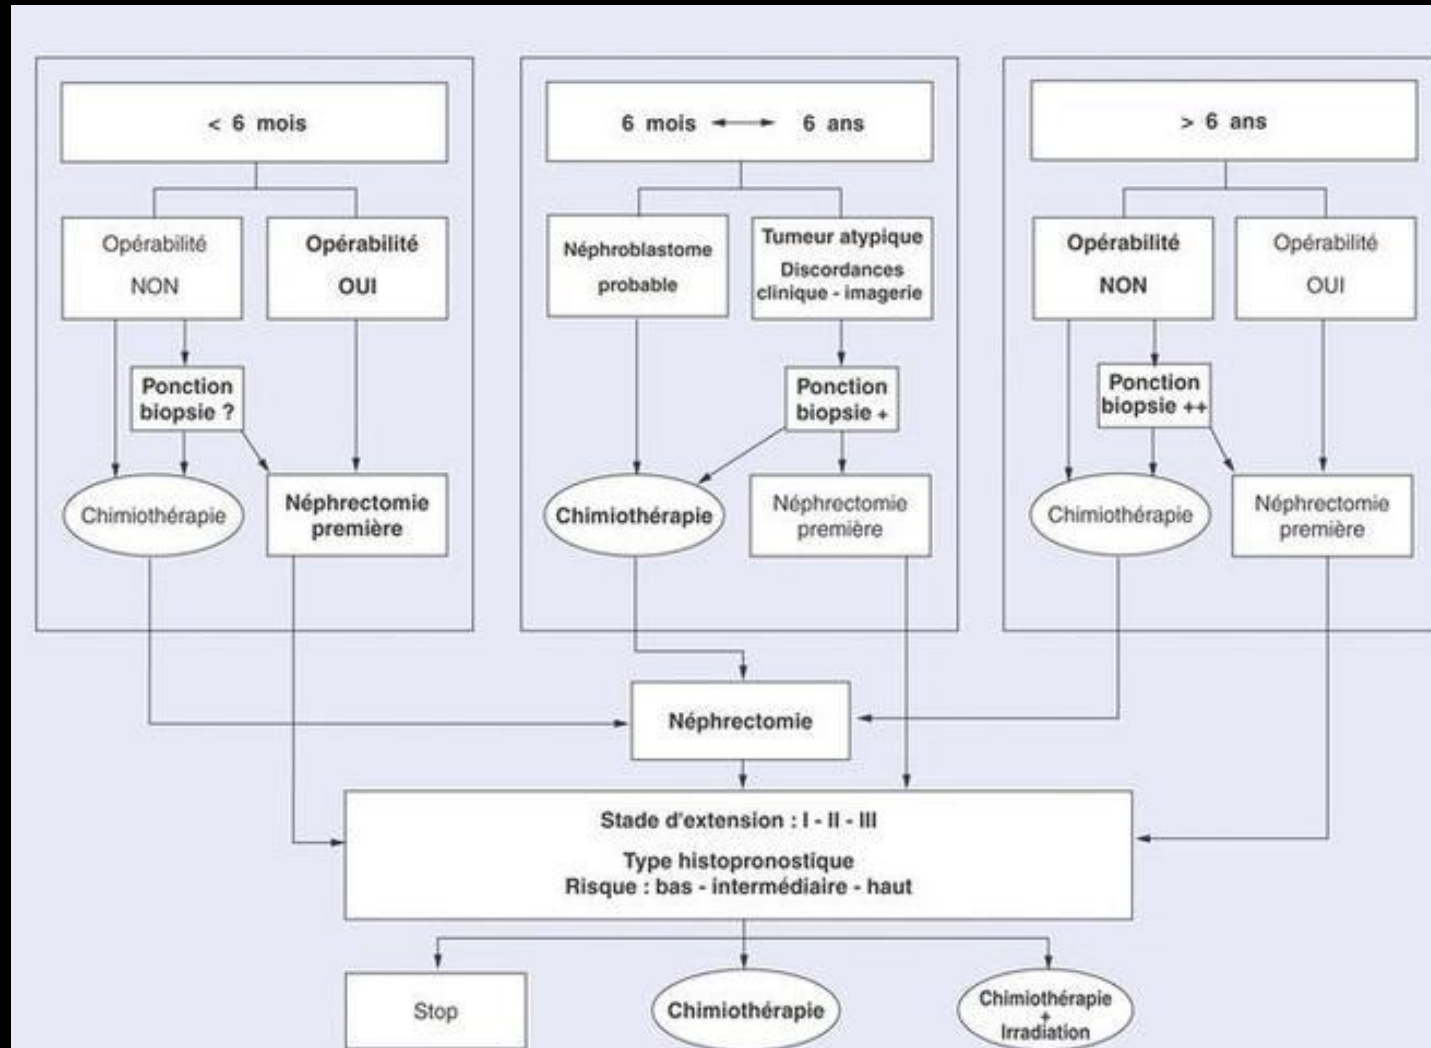 < 6 mois
Opérabilité
NON
Opérabilité
OUI
Ponction
biopsie ?
Chimiothérapie
Néphrectomie
première
6 mois ◄—► 6 ans
Néphroblastome
probable
Tumeur atypique
Discordances
clinique - imagerie
Ponction
biopsie +
Chimiothérapie
Néphrectomie
première
> 6 ans
Opérabilité
NON
Opérabilité
OUI
Ponction
biopsie ++
Chimiothérapie
Néphrectomie
première
Néphrectomie
Stade d'extension : I - II - III
Type histopronostique
Risque : bas - intermédiaire - haut
Stop
Chimiothérapie
Chimiothérapie
+
Irradiation